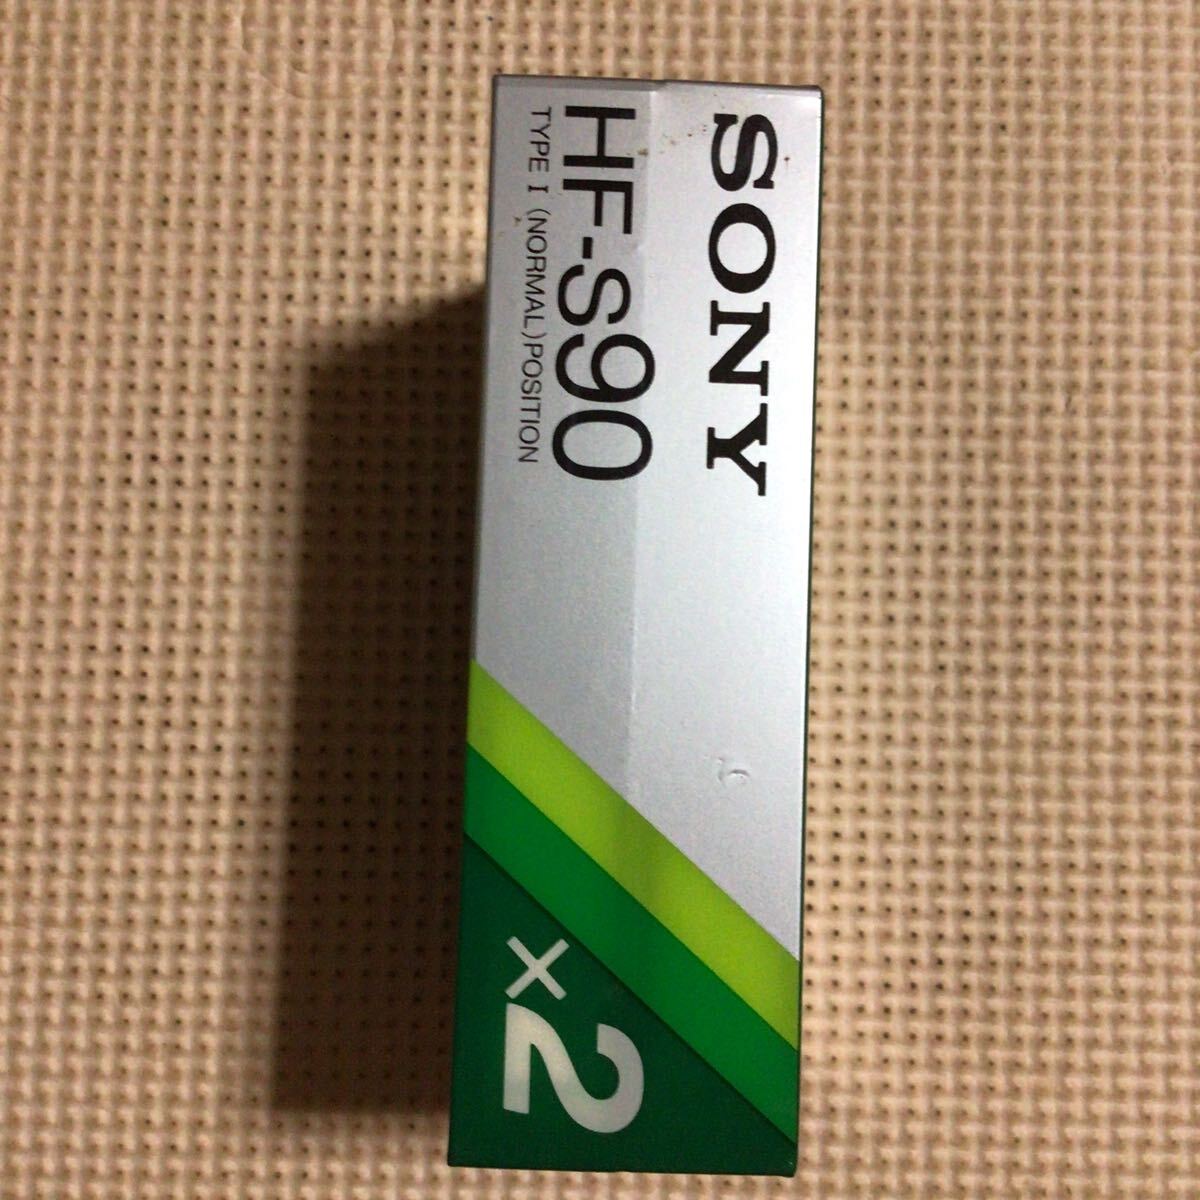 SONY
HF-S90
TYPE I (NORMAL) POSITION
×2